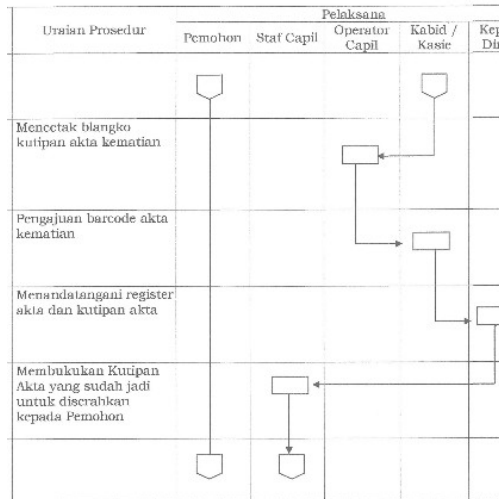 Uraian Prosedur
Pelaksana
Pemohon
Staf Capil
Operator
Capil
Kabid /
Kasie
Mencetak blangko
kutipan akta kematian
Pengajuan barcode akta
kematian
Menandatangani register
akta dan kutipan akta
Membukukan Kutipan
Akta yang sudah jadi
untuk diserahkan
kepada Pemohon